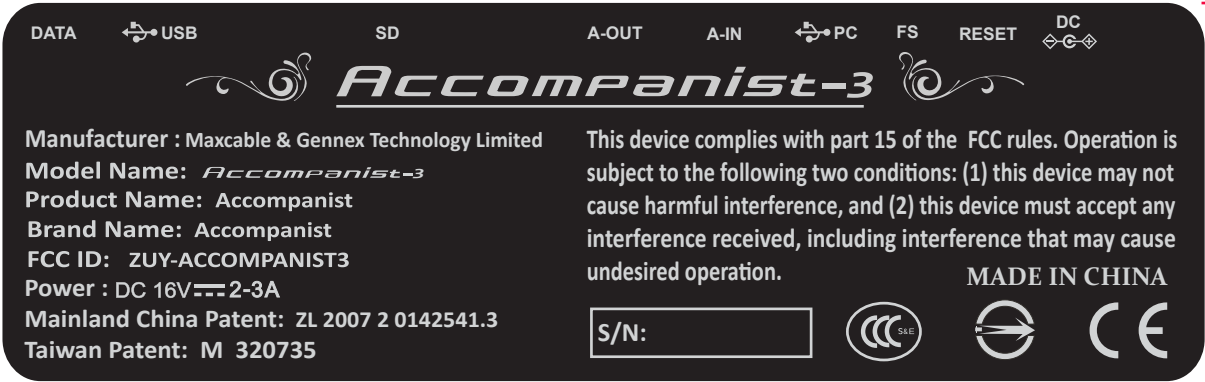 DATA USB SD A-OUT A-IN PC FS RESET DC
Accompanist-3
Manufacturer : Maxcable & Gennex Technology Limited
Model Name: Accompanist-3
Product Name: Accompanist
Brand Name: Accompanist
FCC ID: ZUY-ACCOMPANIST3
Power : DC 16V⎓2-3A
Mainland China Patent: ZL 2007 2 0142541.3
Taiwan Patent: M 320735
This device complies with part 15 of the FCC rules. Operation is
subject to the following two conditions: (1) this device may not
cause harmful interference, and (2) this device must accept any
interference received, including interference that may cause
undesired operation.
MADE IN CHINA
S/N:
CCC S&E
CE